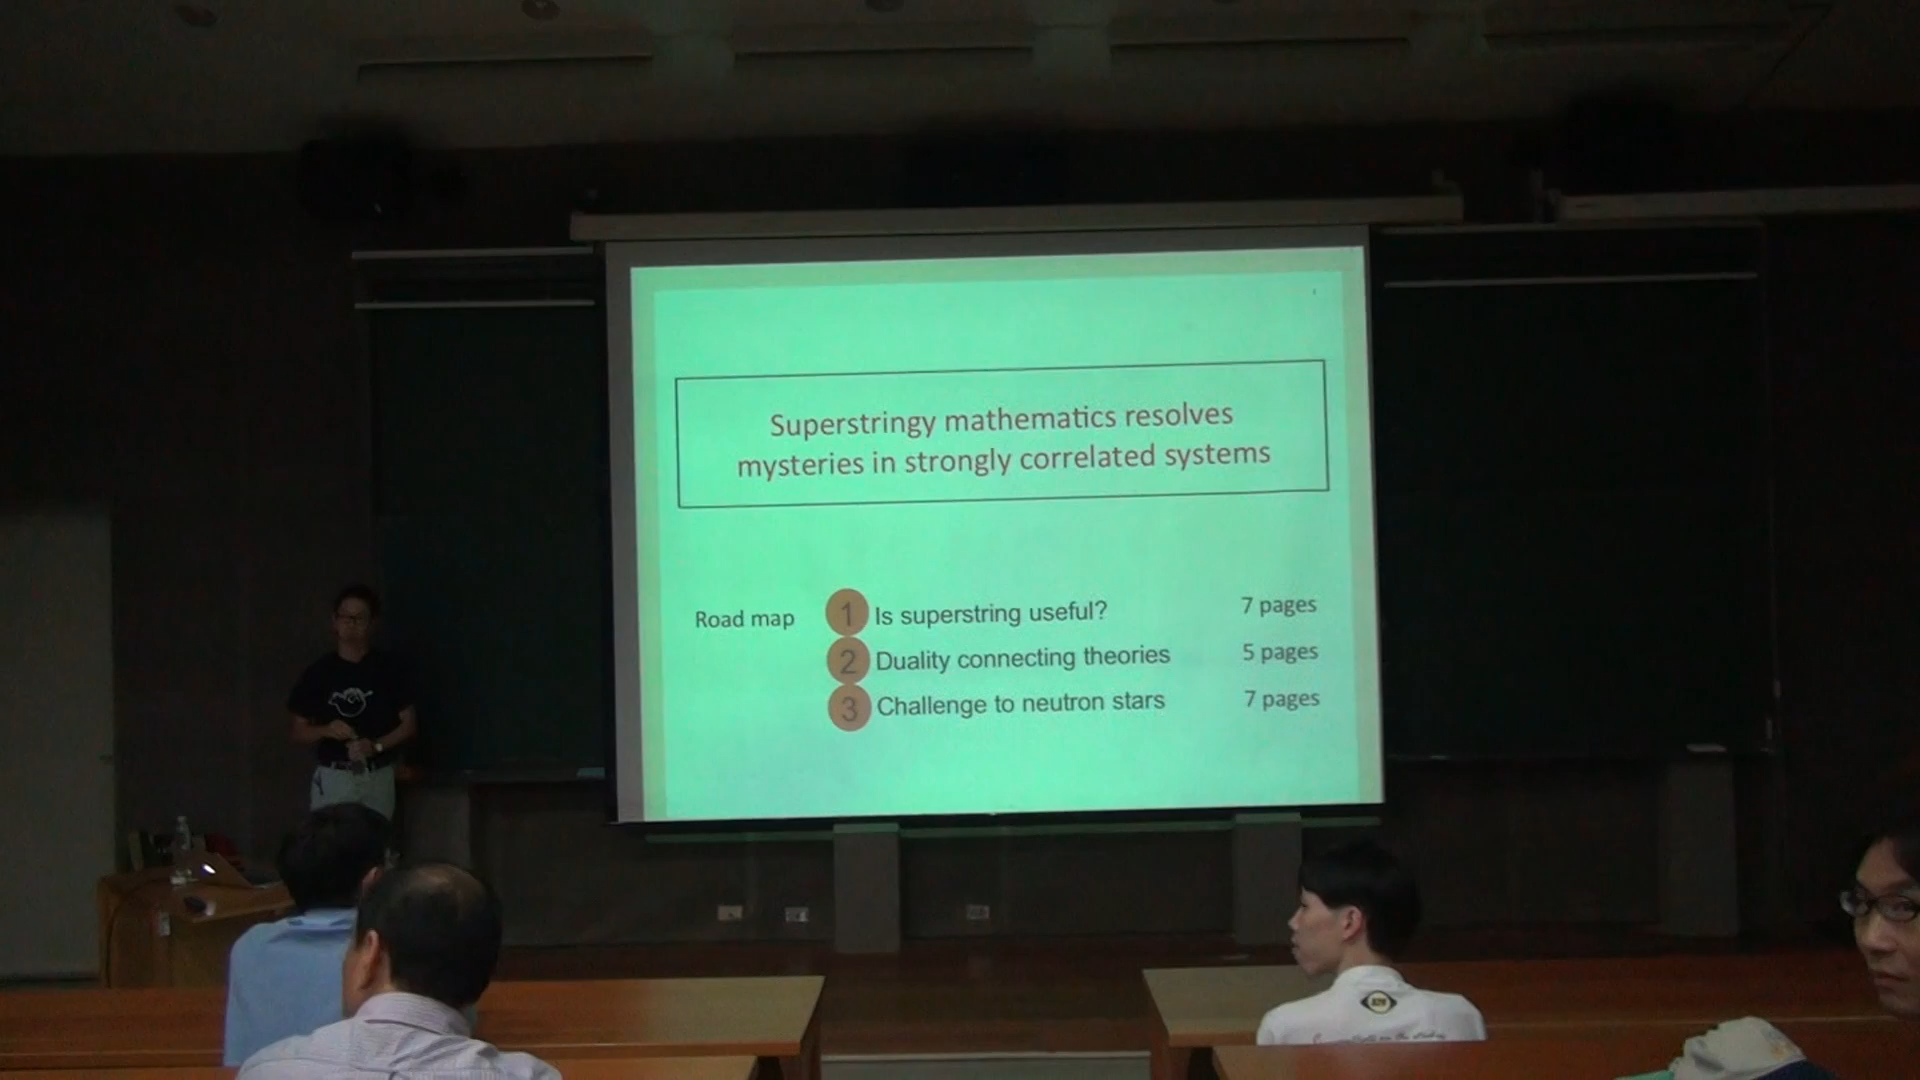 Superstringy mathematics resolves
mysteries in strongly correlated systems
Road map 1 Is superstring useful? 7 pages
2 Duality connecting theories 5 pages
3 Challenge to neutron stars 7 pages